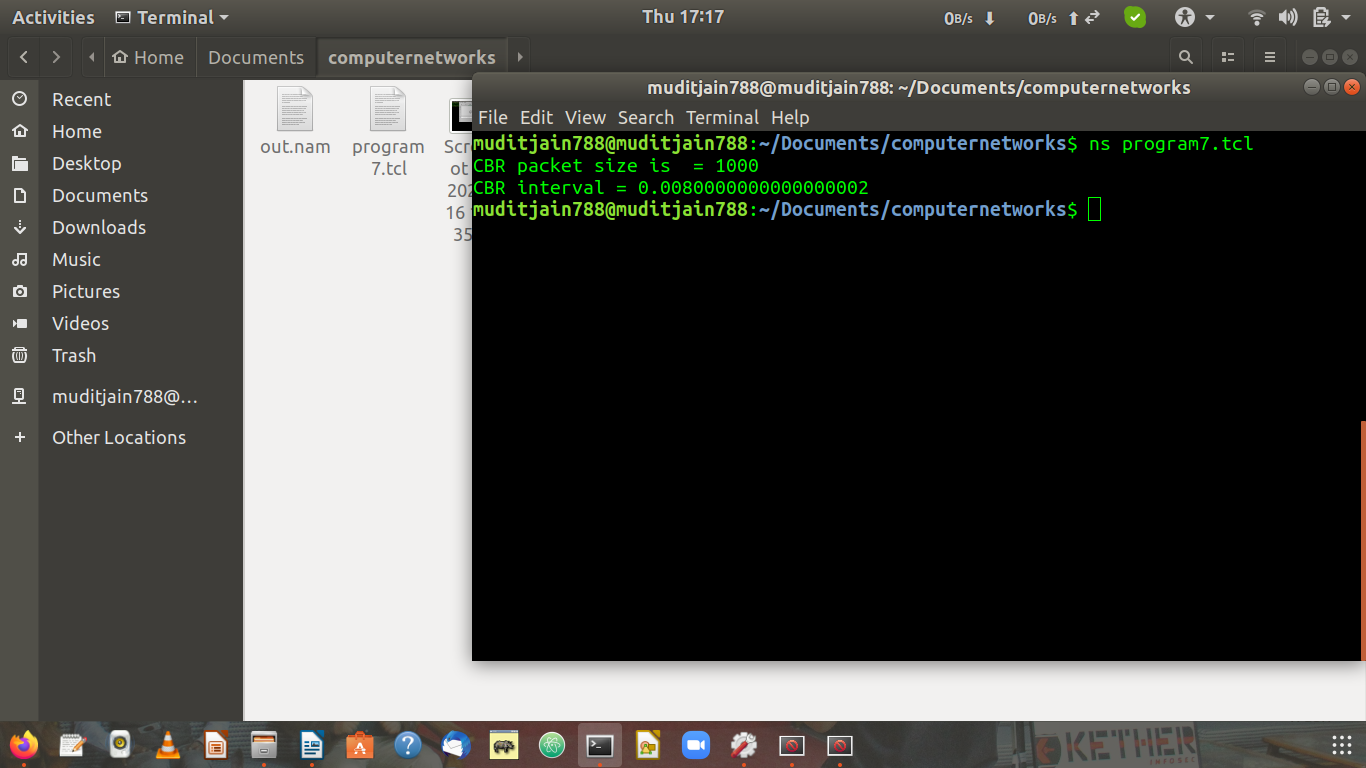 Activities Terminal Thu 17:17 0B/s 0B/s
Home Documents computernetworks
Recent
Home
Desktop
Documents
Downloads
Music
Pictures
Videos
Trash
muditjain788@...
Other Locations
out.nam
program
7.tcl
Scr
ot
202
16
35
muditjain788@muditjain788: ~/Documents/computernetworks
File Edit View Search Terminal Help
muditjain788@muditjain788:~/Documents/computernetworks$ ns program7.tcl
CBR packet size is  = 1000
CBR interval = 0.0080000000000000002
muditjain788@muditjain788:~/Documents/computernetworks$
KETHER
INFOSEC